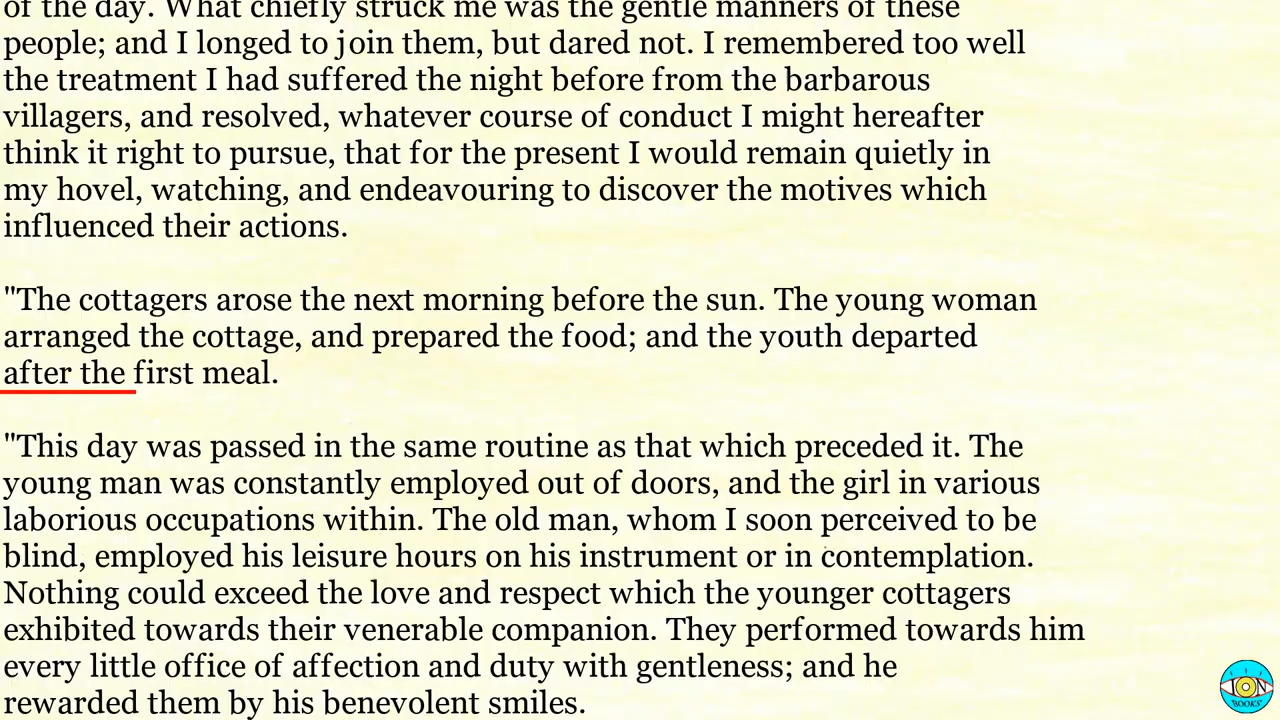 of the day. What chiefly struck me was the gentle manners of these
people; and I longed to join them, but dared not. I remembered too well
the treatment I had suffered the night before from the barbarous
villagers, and resolved, whatever course of conduct I might hereafter
think it right to pursue, that for the present I would remain quietly in
my hovel, watching, and endeavouring to discover the motives which
influenced their actions.
"The cottagers arose the next morning before the sun. The young woman
arranged the cottage, and prepared the food; and the youth departed
after the first meal.
"This day was passed in the same routine as that which preceded it. The
young man was constantly employed out of doors, and the girl in various
laborious occupations within. The old man, whom I soon perceived to be
blind, employed his leisure hours on his instrument or in contemplation.
Nothing could exceed the love and respect which the younger cottagers
exhibited towards their venerable companion. They performed towards him
every little office of affection and duty with gentleness; and he
rewarded them by his benevolent smiles.
ION
BOOKS